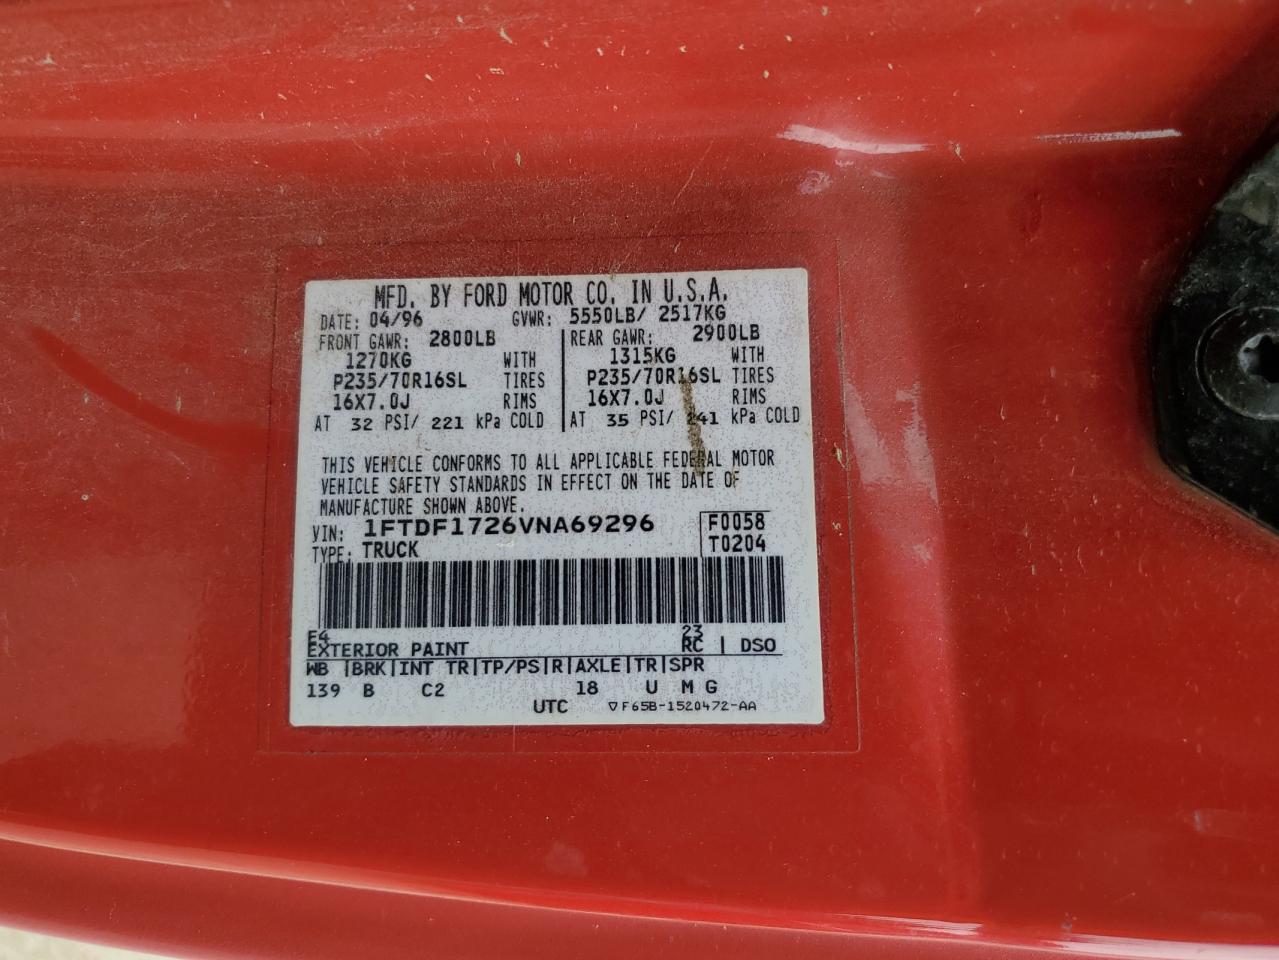 MFD. BY FORD MOTOR CO. IN U.S.A.
DATE: 04/96 GVWR: 5550LB/ 2517KG
FRONT GAWR: 2800LB REAR GAWR: 2900LB
1270KG WITH 1315KG WITH
P235/70R16SL TIRES P235/70R16SL TIRES
16X7.0J RIMS 16X7.0J RIMS
AT 32 PSI/ 221 kPa COLD AT 35 PSI/ 241 kPa COLD
THIS VEHICLE CONFORMS TO ALL APPLICABLE FEDERAL MOTOR
VEHICLE SAFETY STANDARDS IN EFFECT ON THE DATE OF
MANUFACTURE SHOWN ABOVE.
VIN: 1FTDF1726VNA69296 F0058
TYPE: TRUCK T0204
E4 23
EXTERIOR PAINT RC | DSO
WB |BRK|INT TR|TP/PS|R|AXLE|TR|SPR
139 B C2 18 U M G
UTC ▽F65B-1520472-AA